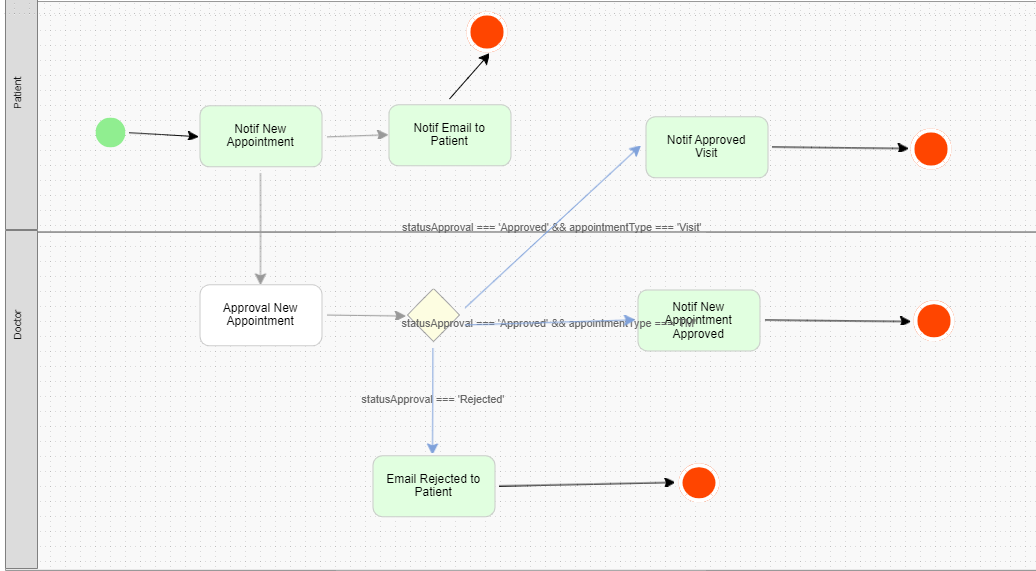 Patient
Notif New
Appointment
Notif Email to
Patient
Notif Approved
Visit
statusApproval === 'Approved' && appointmentType === 'Visit'
Doctor
Approval New
Appointment
statusApproval === 'Approved' && appointmentType ===
Notif New
Appointment
Approved
statusApproval === 'Rejected'
Email Rejected to
Patient